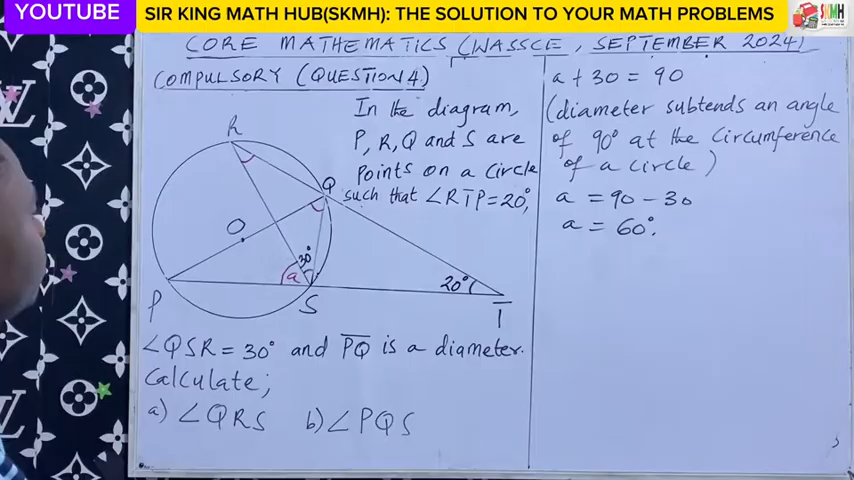 YOUTUBE
SIR KING MATH HUB(SKMH): THE SOLUTION TO YOUR MATH PROBLEMS
SKMH
CORE MATHEMATICS (WASSCE, SEPTEMBER 2024)
COMPULSORY (QUESTION 4)
In the diagram,
P, R, Q and S are
points on a circle
such that ∠RTP=20°,
R
Q
O
30°
a
20°
P
S
T
∠QSR = 30° and PQ is a diameter.
Calculate;
a) ∠QRS b) ∠PQS
a + 30 = 90
(diameter subtends an angle
of 90° at the circumference
of a circle)
a = 90 - 30
a = 60°.